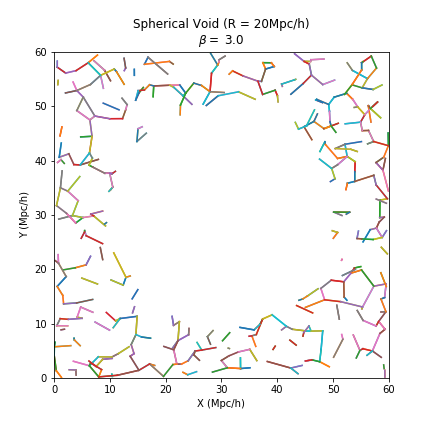 Spherical Void (R = 20Mpc/h)
β = 3.0
60
50
40
30
20
10
0
Y (Mpc/h)
0 10 20 30 40 50 60
X (Mpc/h)